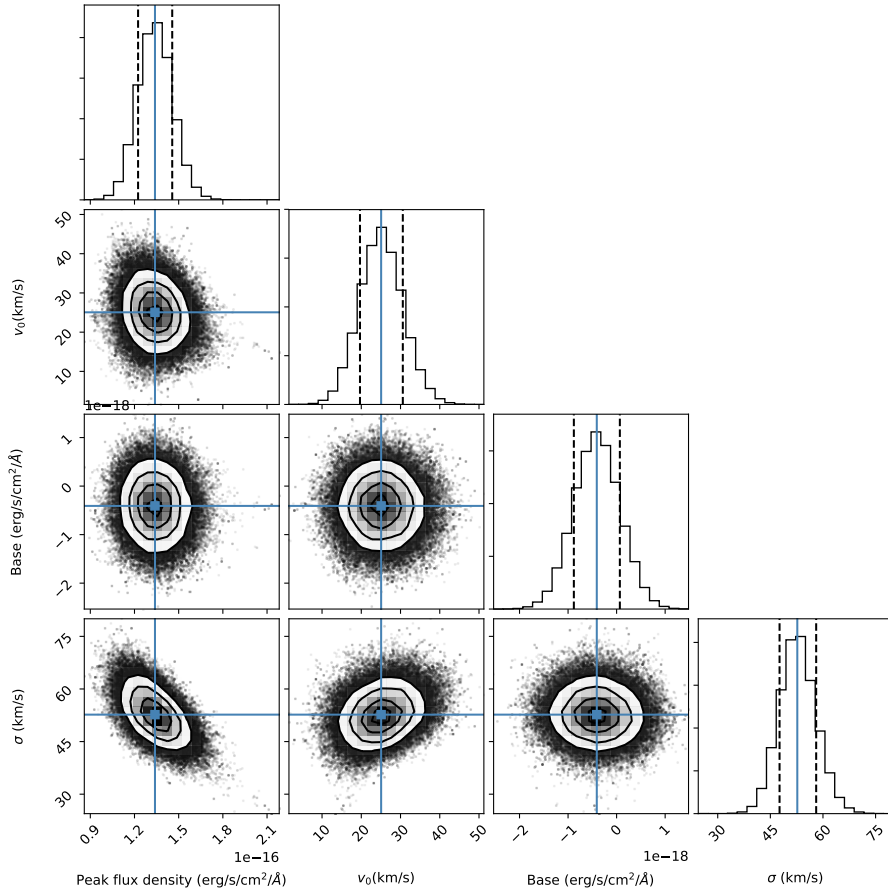 50
40
30
20
10
v₀(km/s)
1e−18
1
0
−1
−2
Base (erg/s/cm²/Å)
75
60
45
30
σ (km/s)
0.9 1.2 1.5 1.8 2.1
10 20 30 40 50
−2 −1 0 1
30 45 60 75
1e−16
1e−18
Peak flux density (erg/s/cm²/Å)
v₀(km/s)
Base (erg/s/cm²/Å)
σ (km/s)